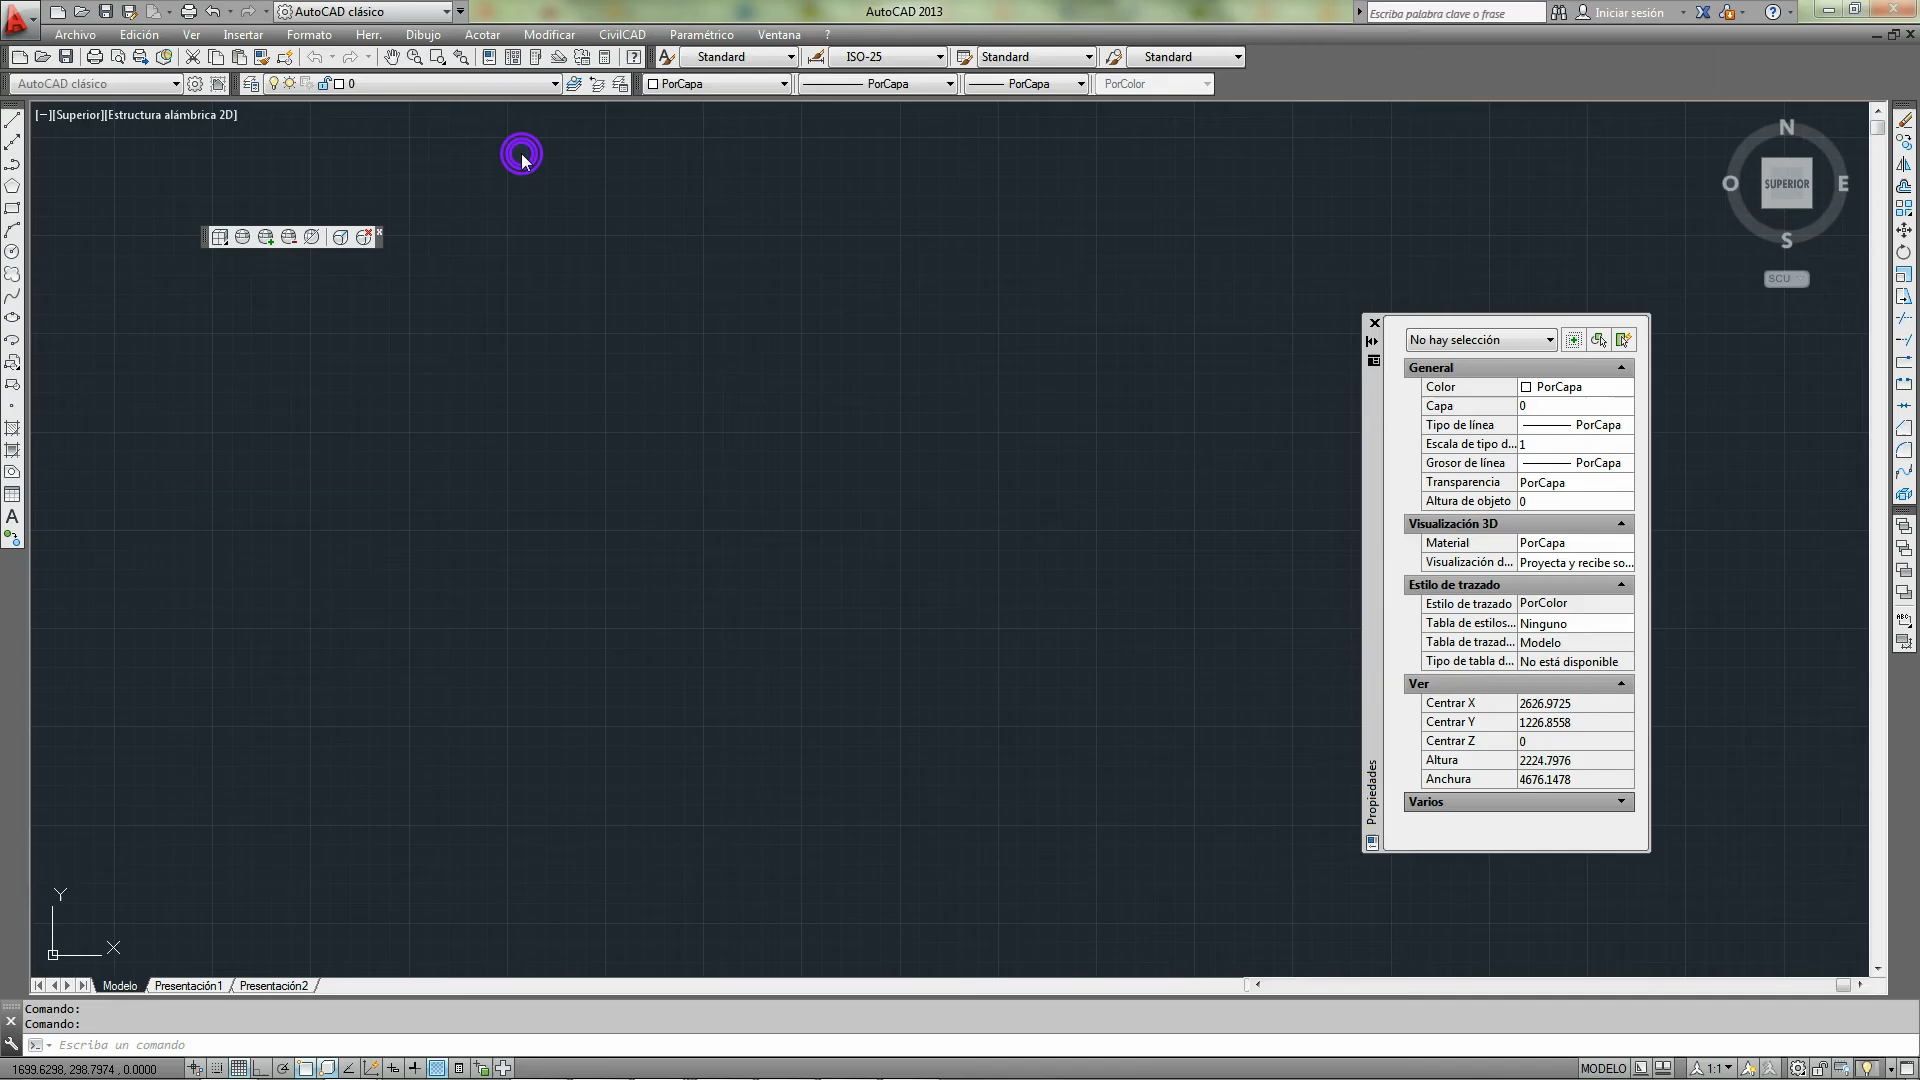 AutoCAD clásico
AutoCAD 2013
Escriba palabra clave o frase
Iniciar sesión
Archivo
Edición
Ver
Insertar
Formato
Herr.
Dibujo
Acotar
Modificar
CivilCAD
Paramétrico
Ventana
?
Standard
ISO-25
Standard
Standard
AutoCAD clásico
0
PorCapa
PorCapa
PorCapa
PorColor
[−][Superior][Estructura alámbrica 2D]
N
O
SUPERIOR
E
S
SCU
No hay selección
General
Color PorCapa
Capa 0
Tipo de línea PorCapa
Escala de tipo d... 1
Grosor de línea PorCapa
Transparencia PorCapa
Altura de objeto 0
Visualización 3D
Material PorCapa
Visualización d... Proyecta y recibe so...
Estilo de trazado
Estilo de trazado PorColor
Tabla de estilos... Ninguno
Tabla de trazad... Modelo
Tipo de tabla d... No está disponible
Ver
Centrar X 2626.9725
Centrar Y 1226.8558
Centrar Z 0
Altura 2224.7976
Anchura 4676.1478
Varios
Propiedades
A
Y
X
Modelo
Presentación1
Presentación2
Comando:
Comando:
Escriba un comando
1699.6298, 298.7974 , 0.0000
MODELO
1:1